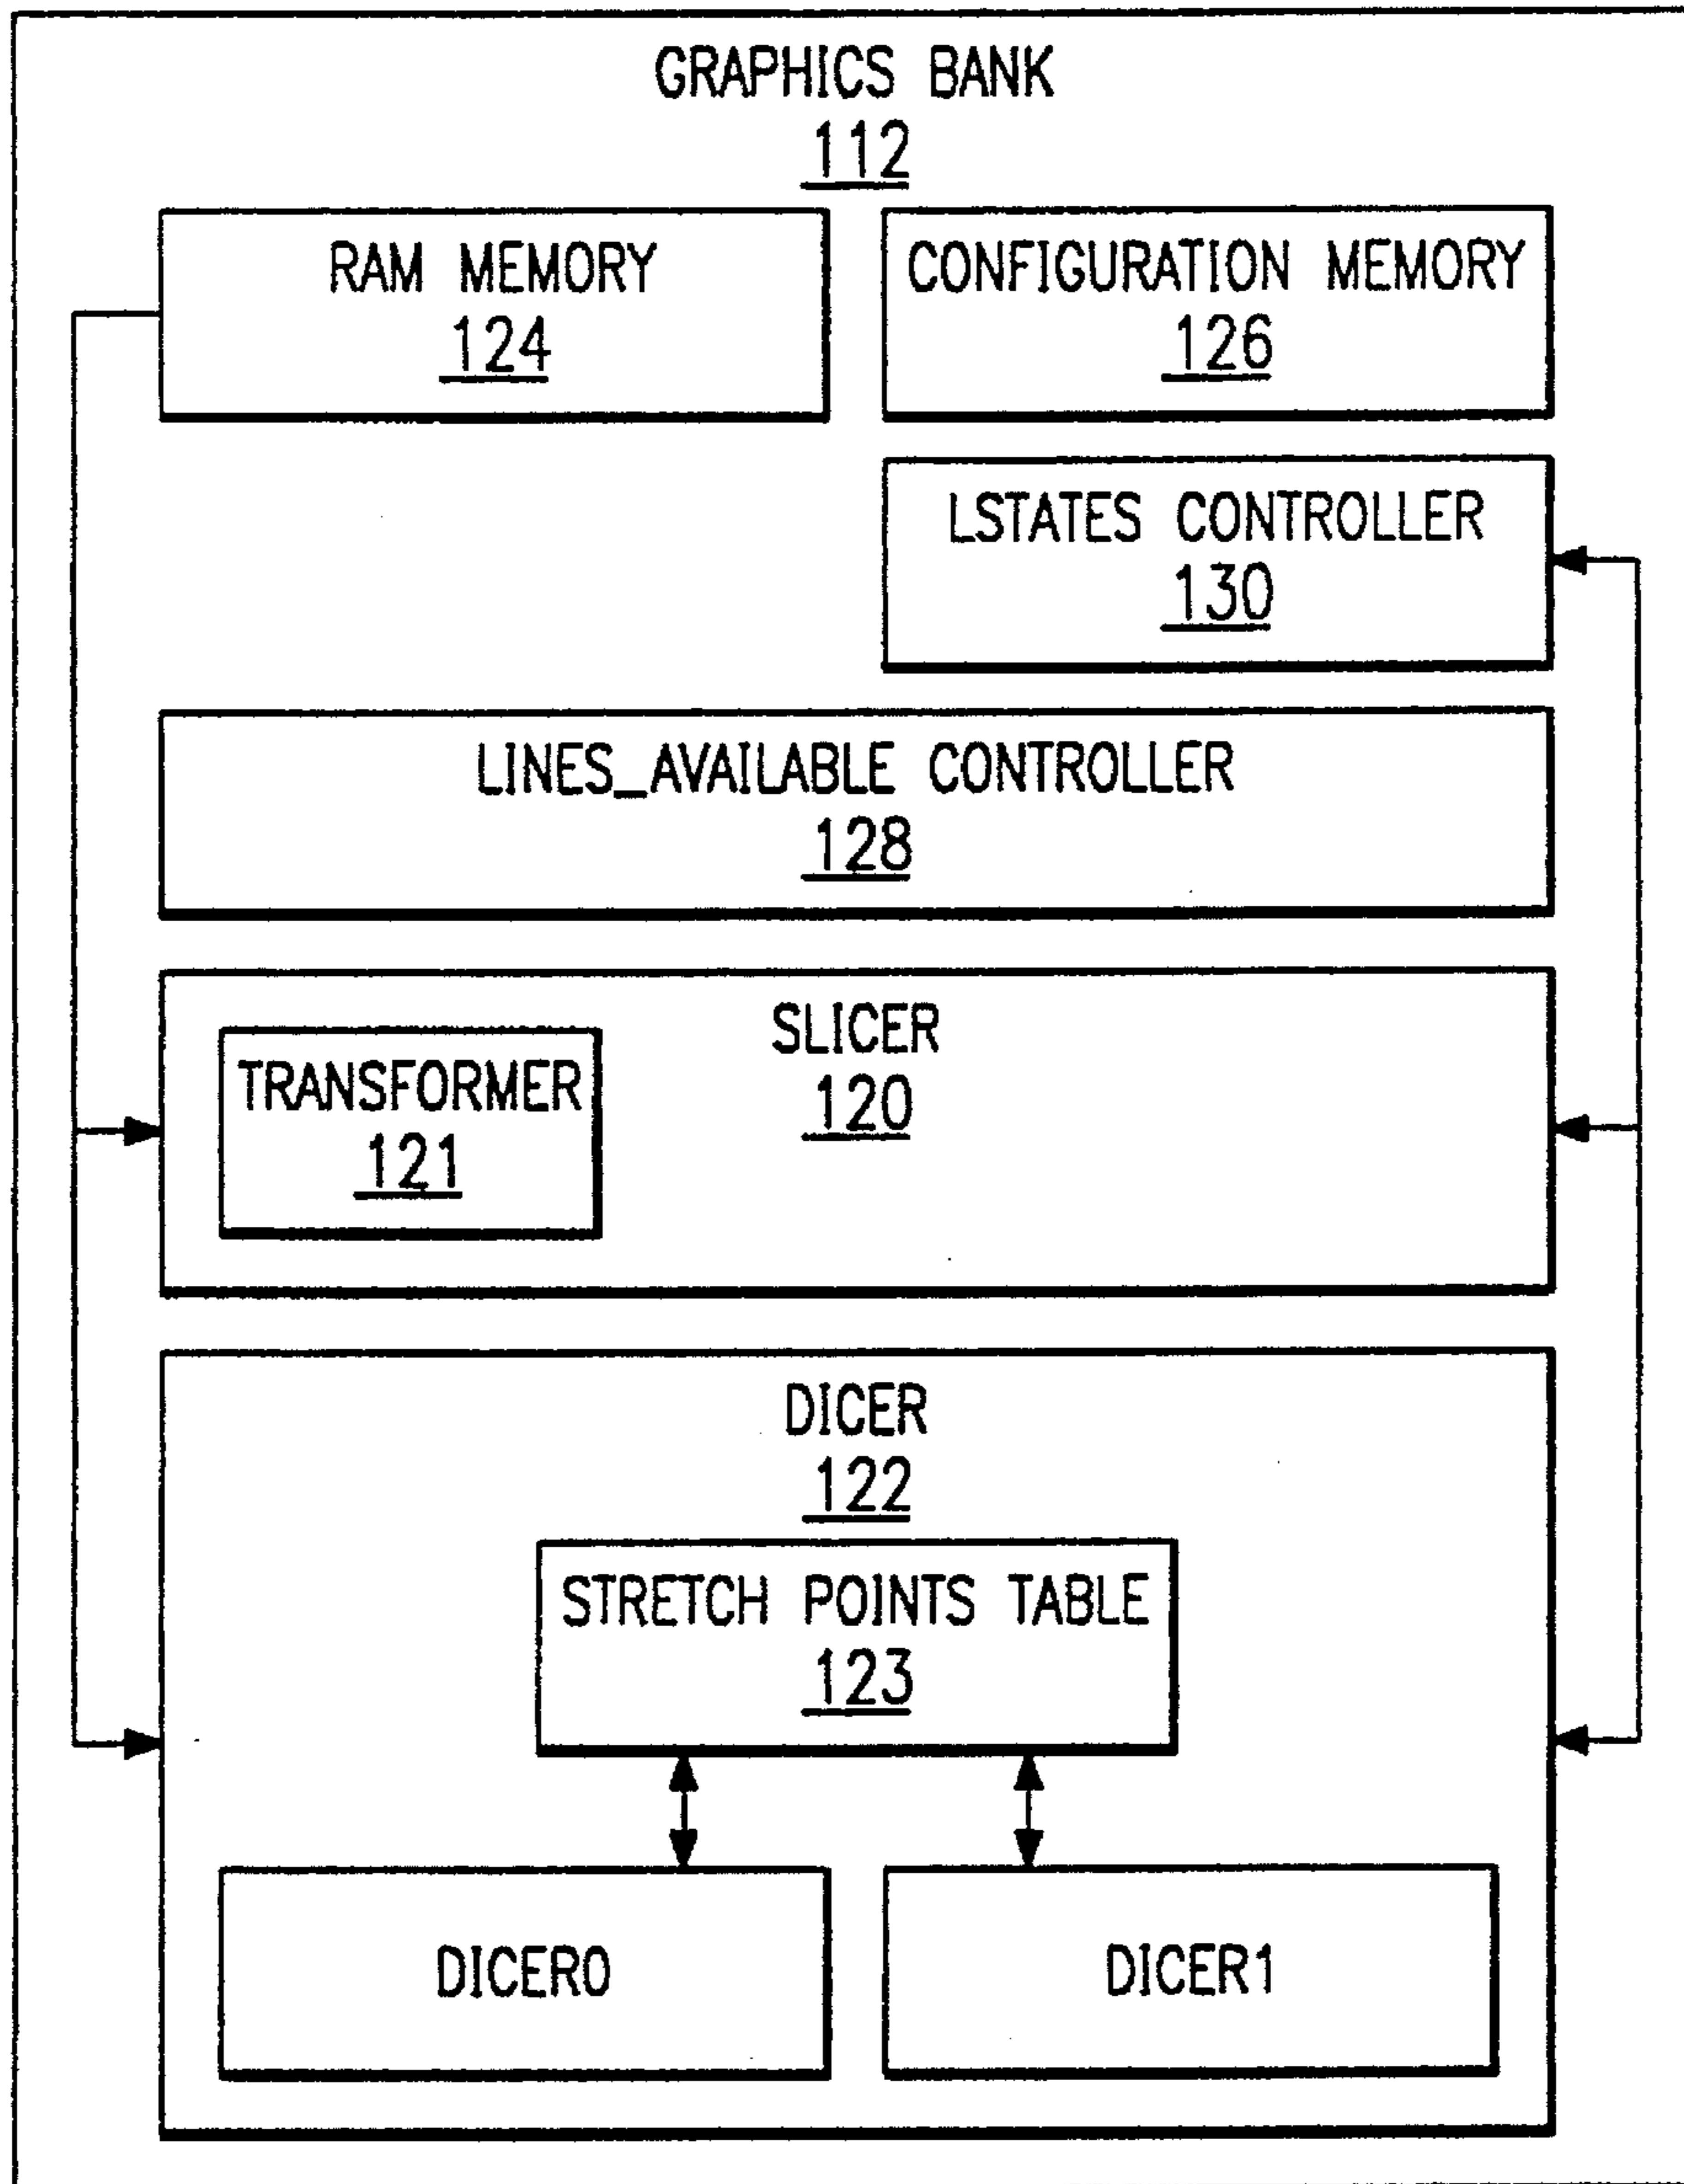 GRAPHICS BANK
112
RAM MEMORY
124
CONFIGURATION MEMORY
126
LSTATES CONTROLLER
130
LINES_AVAILABLE CONTROLLER
128
SLICER
120
TRANSFORMER
121
DICER
122
STRETCH POINTS TABLE
123
DICER0
DICER1